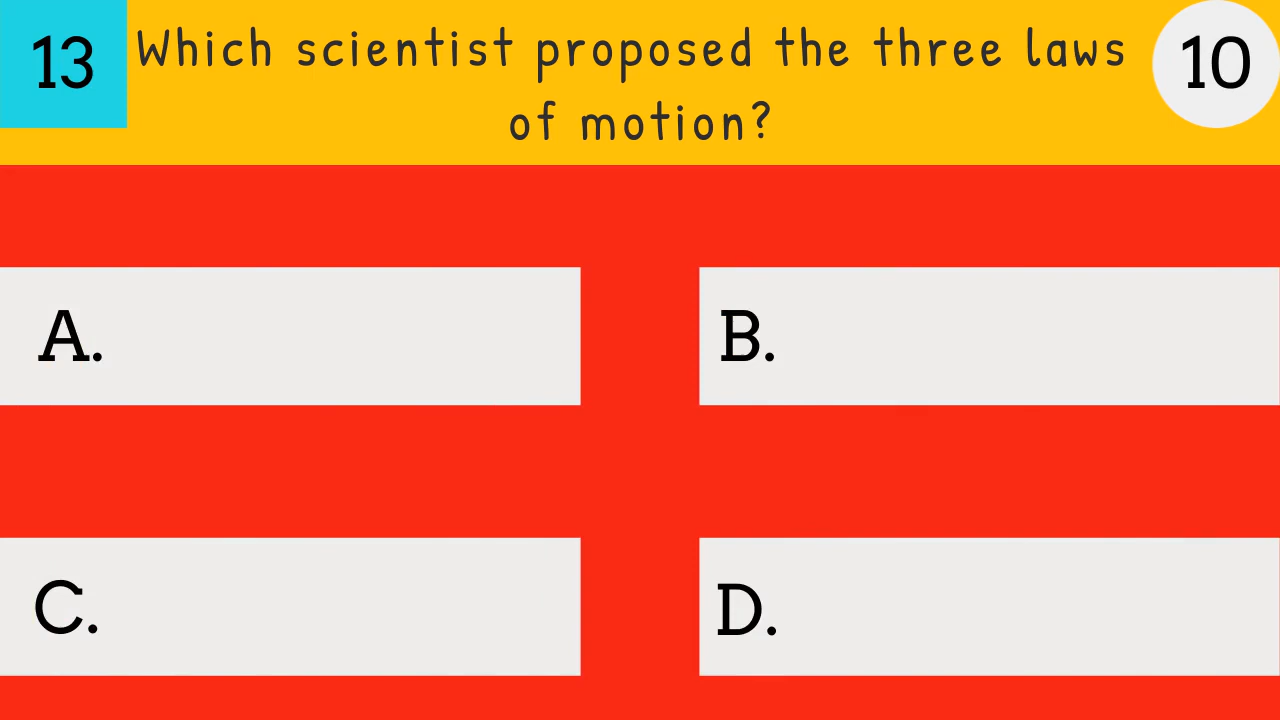 13
Which scientist proposed the three laws
of motion?
10
A.
B.
C.
D.